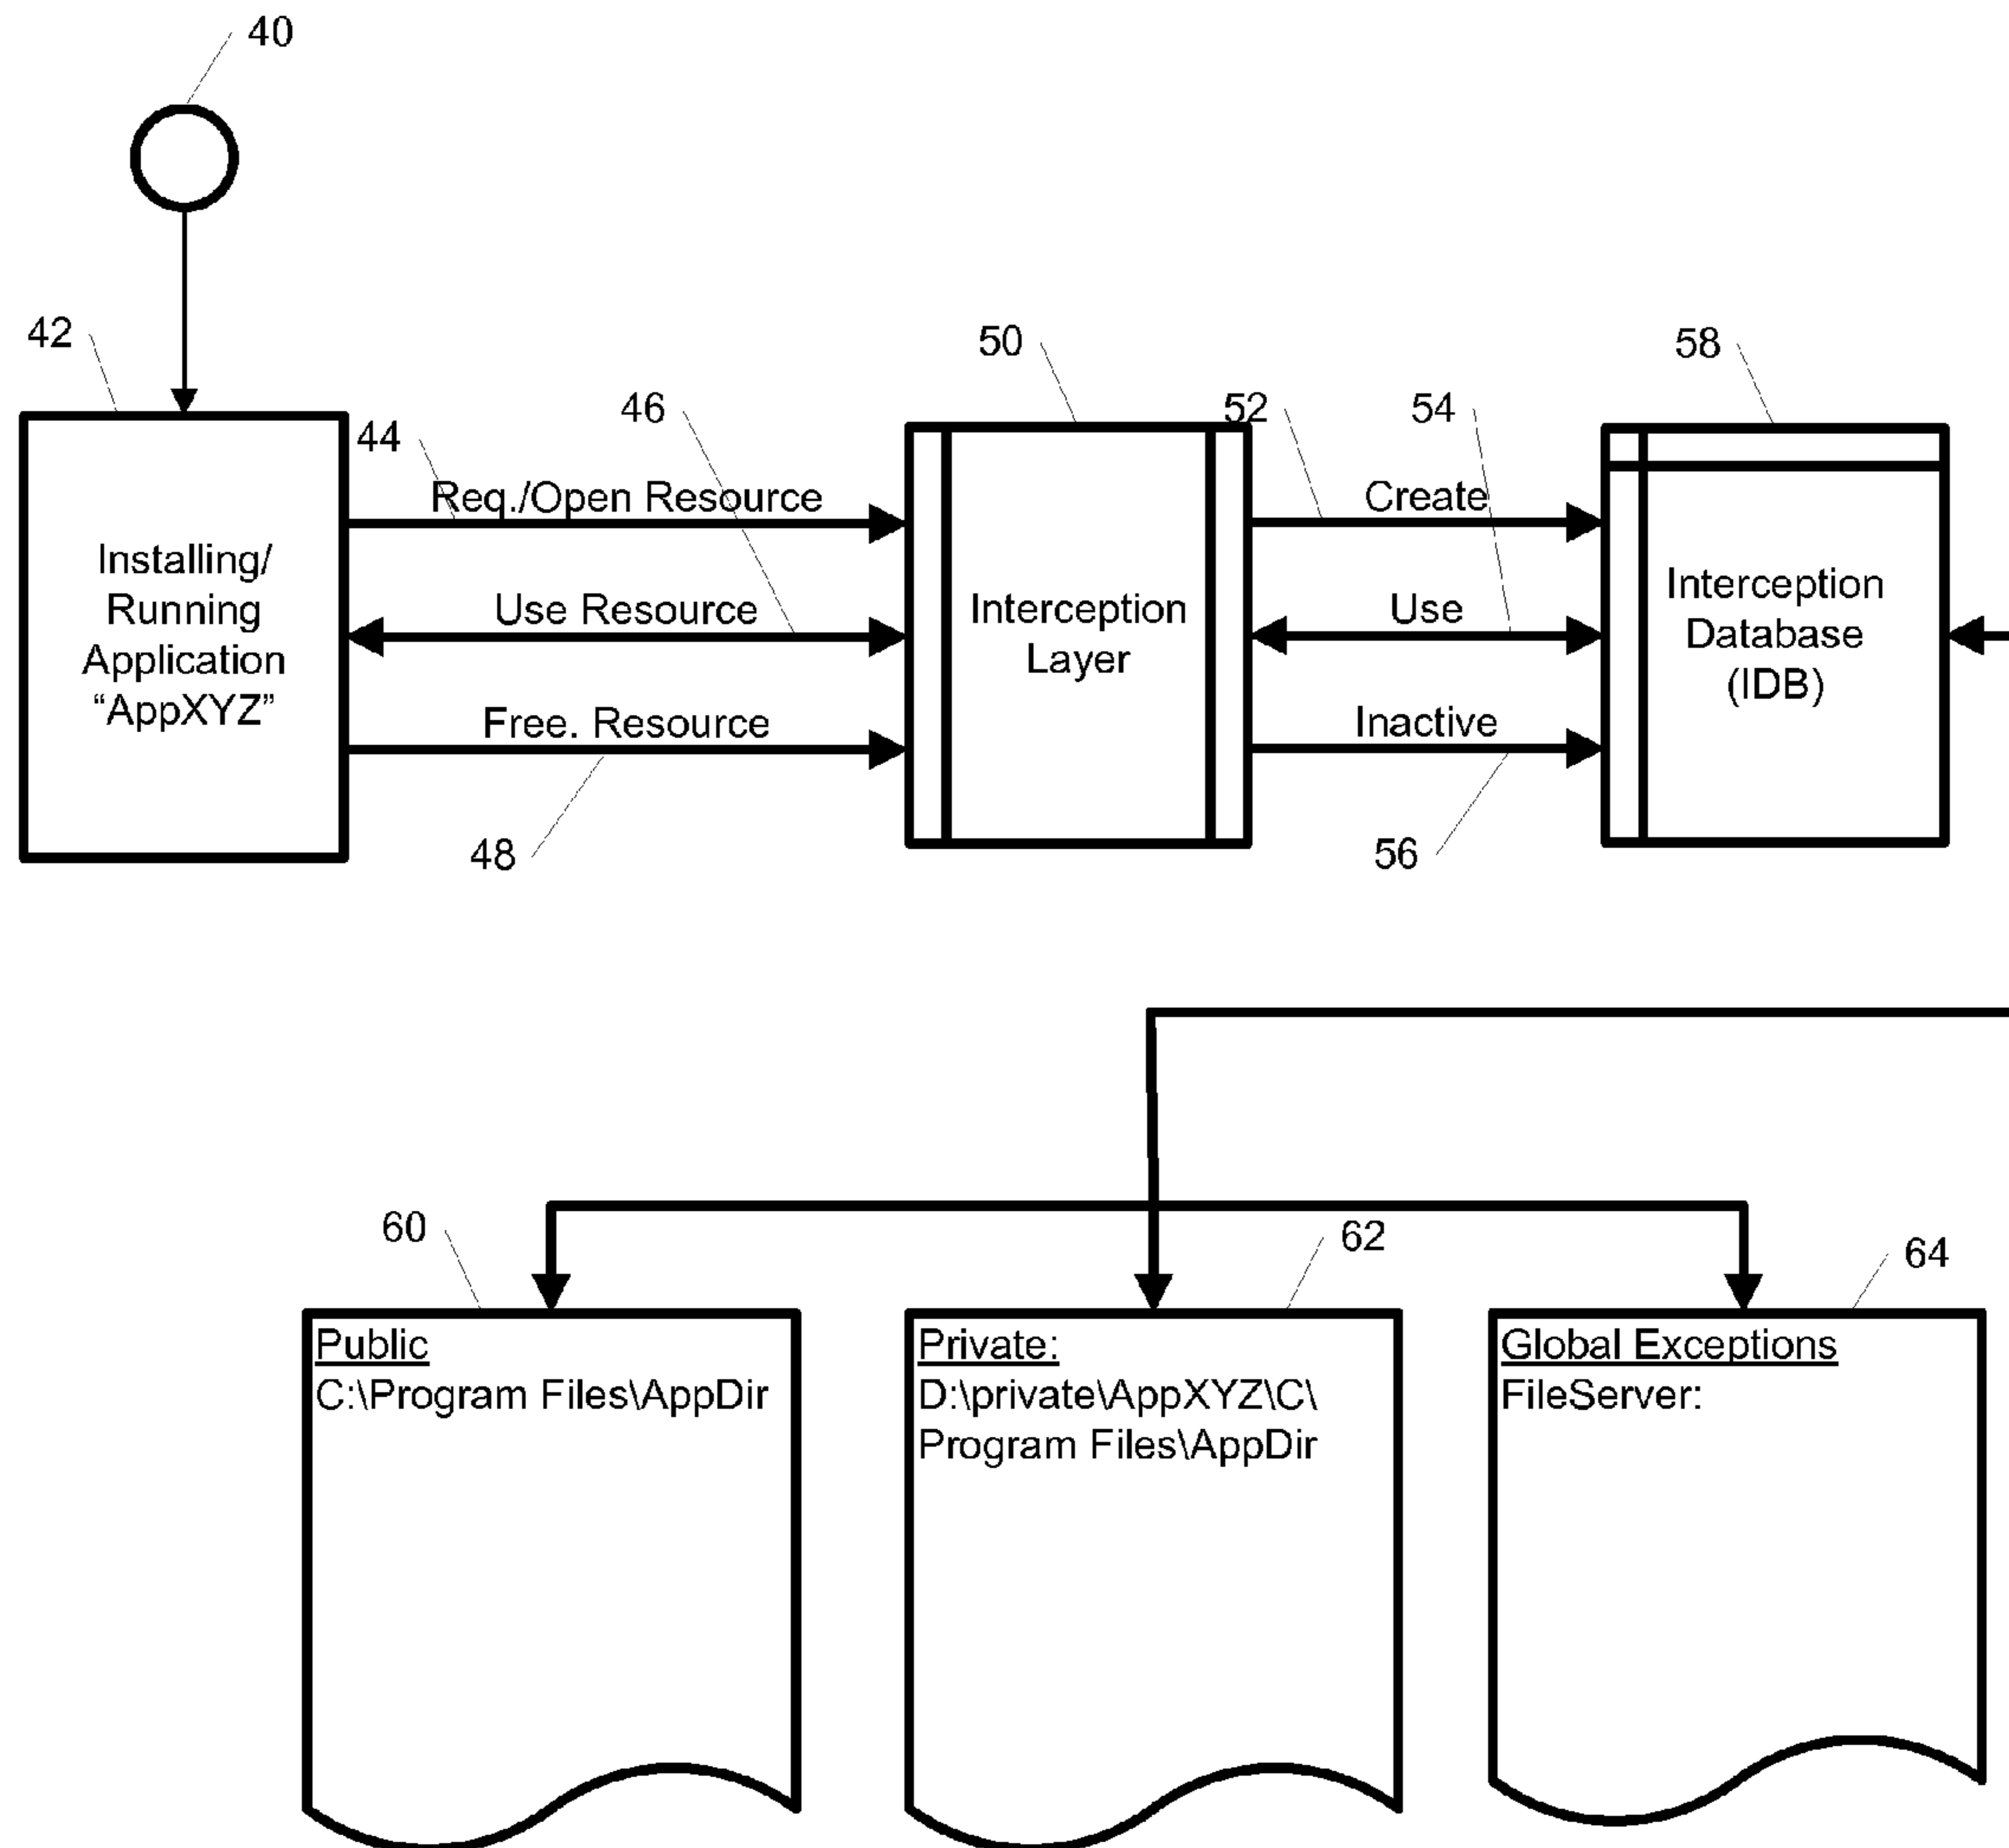 40
42
50
58
44
46
52
54
Req./Open Resource
Create
Installing/
Running
Application
“AppXYZ”
Use Resource
Interception
Layer
Use
Interception
Database
(IDB)
Free. Resource
Inactive
48
56
60
62
64
Public
C:\Program Files\AppDir
Private:
D:\private\AppXYZ\C\
Program Files\AppDir
Global Exceptions
FileServer: